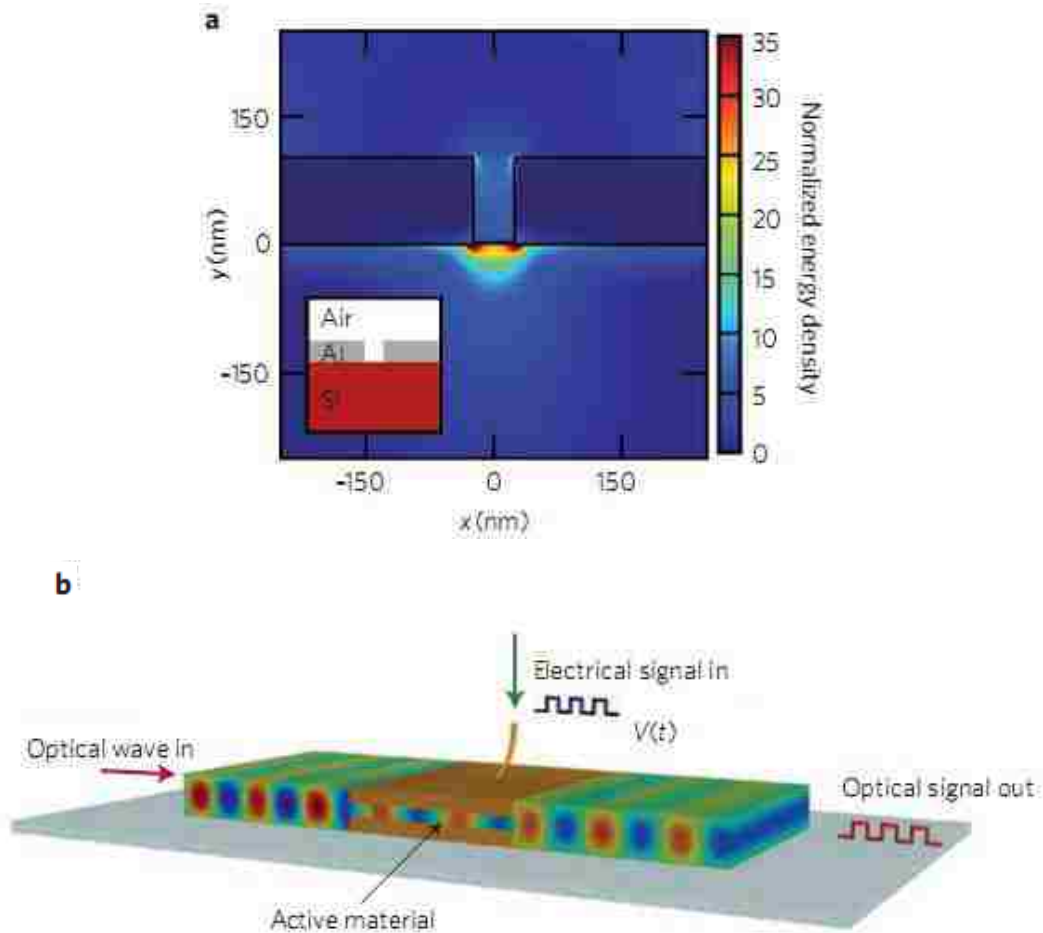 a
150
0
-150
y (nm)
-150
0
150
x (nm)
Air
Al
Si
35
30
25
20
15
10
5
0
Normalized energy density
b
Electrical signal in
V(t)
Optical wave in
Optical signal out
Active material